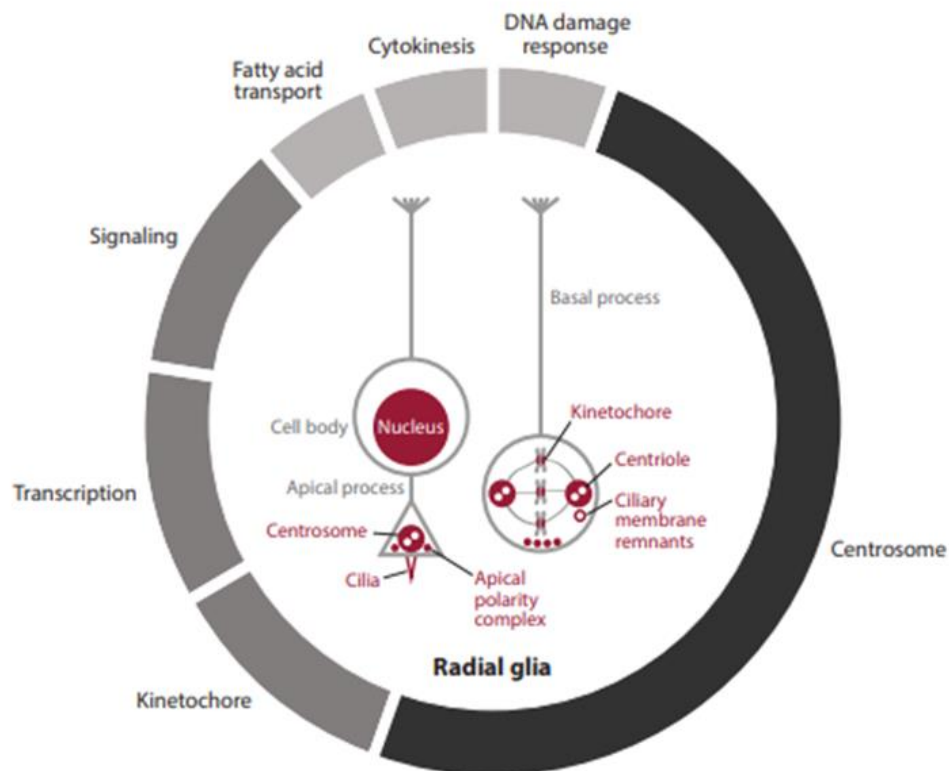 DNA damage
response
Cytokinesis
Fatty acid
transport
Signaling
Basal process
Kinetochore
Cell body
Nucleus
Centriole
Apical process
Ciliary
membrane
remnants
Transcription
Centrosome
Centrosome
Cilia
Apical
polarity
complex
Radial glia
Kinetochore